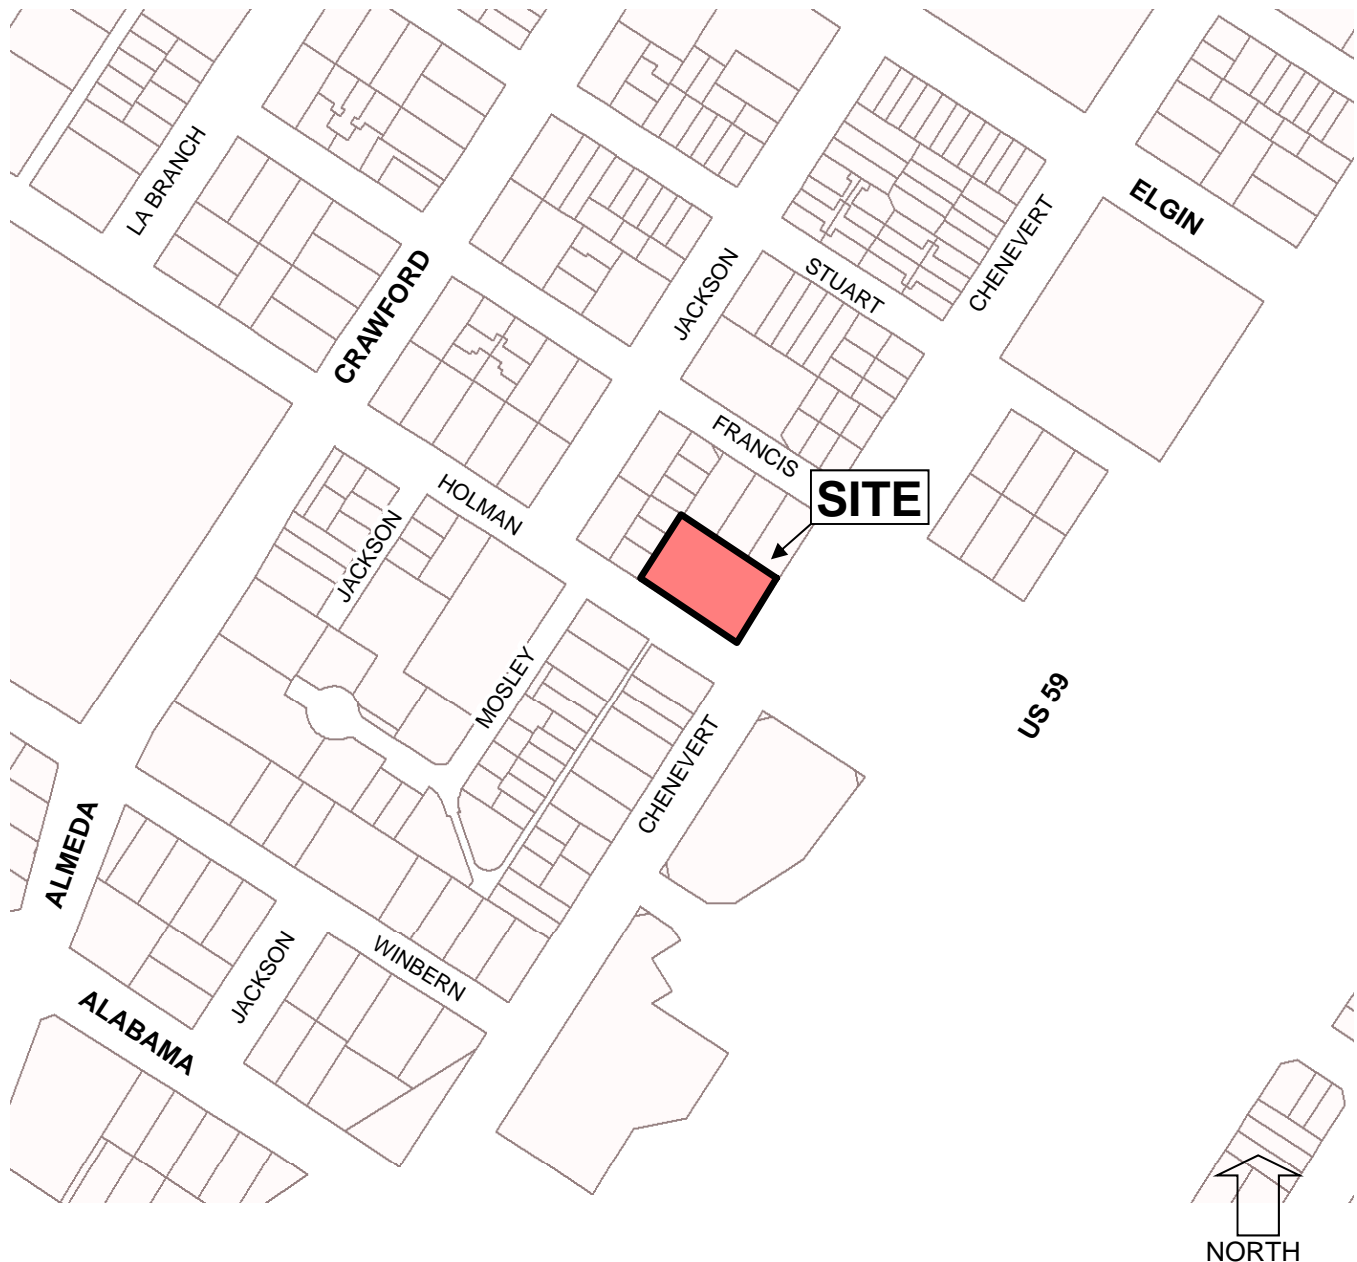 LA BRANCH
ELGIN
CRAWFORD
JACKSON
STUART
CHENEVERT
FRANCIS
SITE
HOLMAN
JACKSON
MOSLEY
US 59
CHENEVERT
ALMEDA
WINBERN
JACKSON
ALABAMA
NORTH